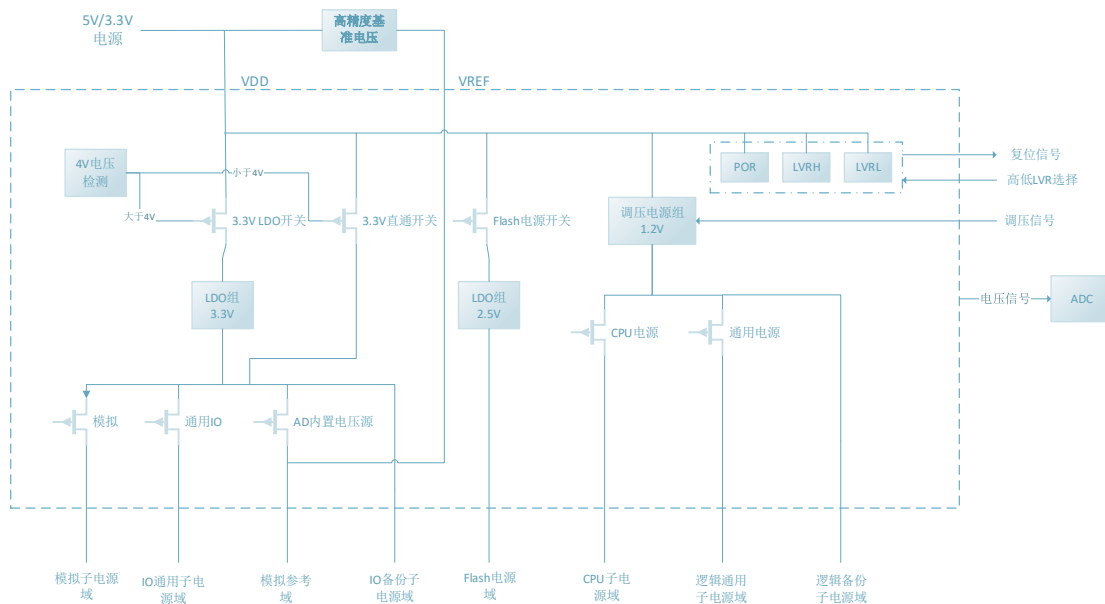 5V/3.3V
电源
高精度基
准电压
VDD
VREF
4V电压
检测
小于4V
大于4V
3.3V LDO开关
3.3V直通开关
Flash电源开关
POR
LVRH
LVRL
复位信号
高低LVR选择
调压电源组
1.2V
调压信号
LDO组
3.3V
LDO组
2.5V
电压信号
ADC
CPU电源
通用电源
模拟
通用IO
AD内置电压源
模拟子电源
域
IO通用子电
源域
模拟参考
域
IO备份子
电源域
Flash电源
域
CPU子电
源域
逻辑通用
子电源域
逻辑备份
子电源域